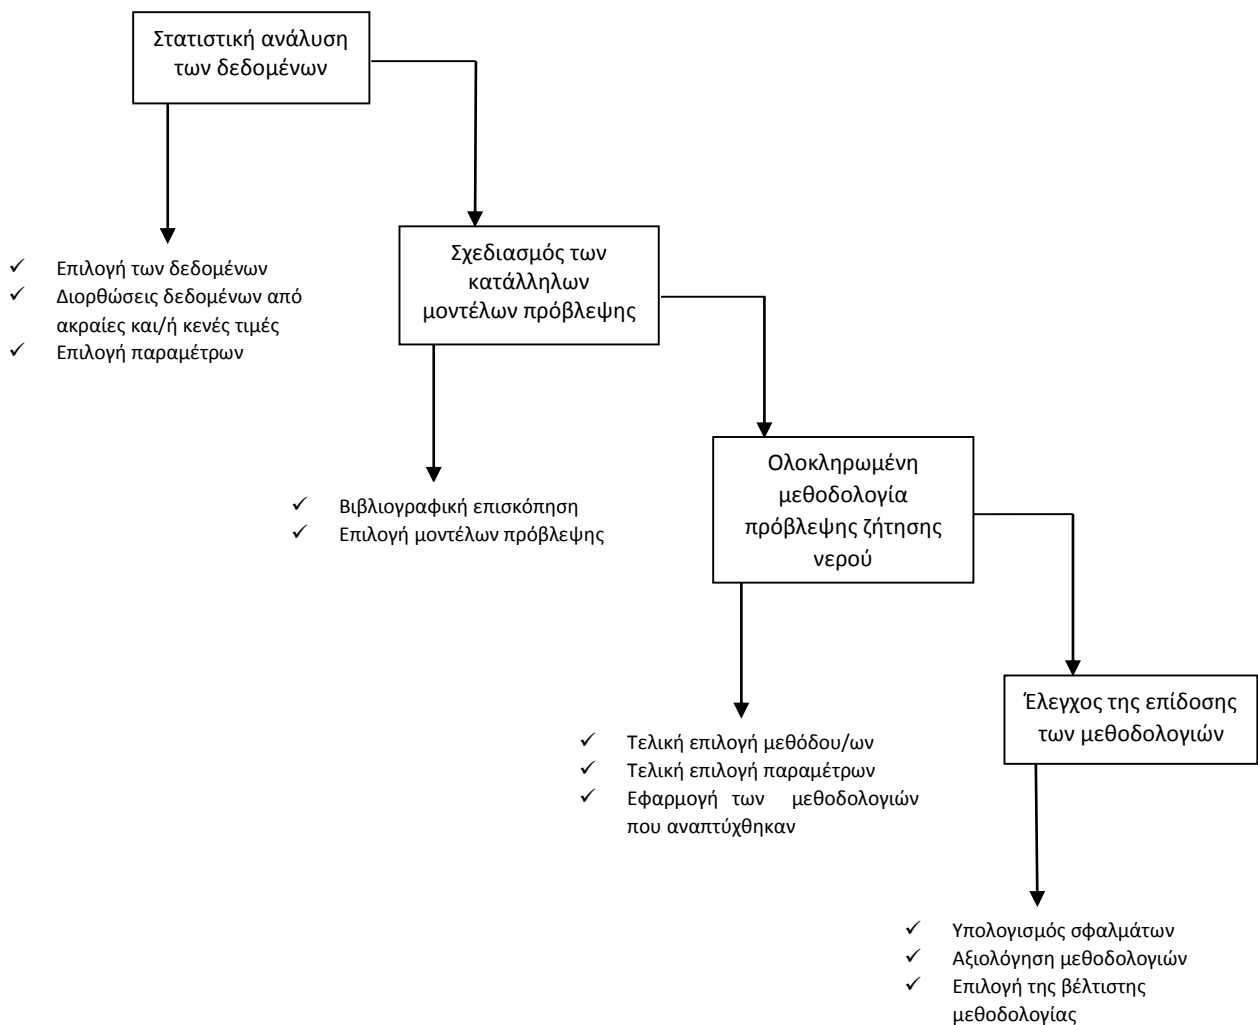 Στατιστική ανάλυση
των δεδομένων
✓ Επιλογή των δεδομένων
✓ Διορθώσεις δεδομένων από
ακραίες και/ή κενές τιμές
✓ Επιλογή παραμέτρων
Σχεδιασμός των
κατάλληλων
μοντέλων πρόβλεψης
✓ Βιβλιογραφική επισκόπηση
✓ Επιλογή μοντέλων πρόβλεψης
Ολοκληρωμένη
μεθοδολογία
πρόβλεψης ζήτησης
νερού
✓ Τελική επιλογή μεθόδου/ων
✓ Τελική επιλογή παραμέτρων
✓ Εφαρμογή των μεθοδολογιών
που αναπτύχθηκαν
Έλεγχος της επίδοσης
των μεθοδολογιών
✓ Υπολογισμός σφαλμάτων
✓ Αξιολόγηση μεθοδολογιών
✓ Επιλογή της βέλτιστης
μεθοδολογίας